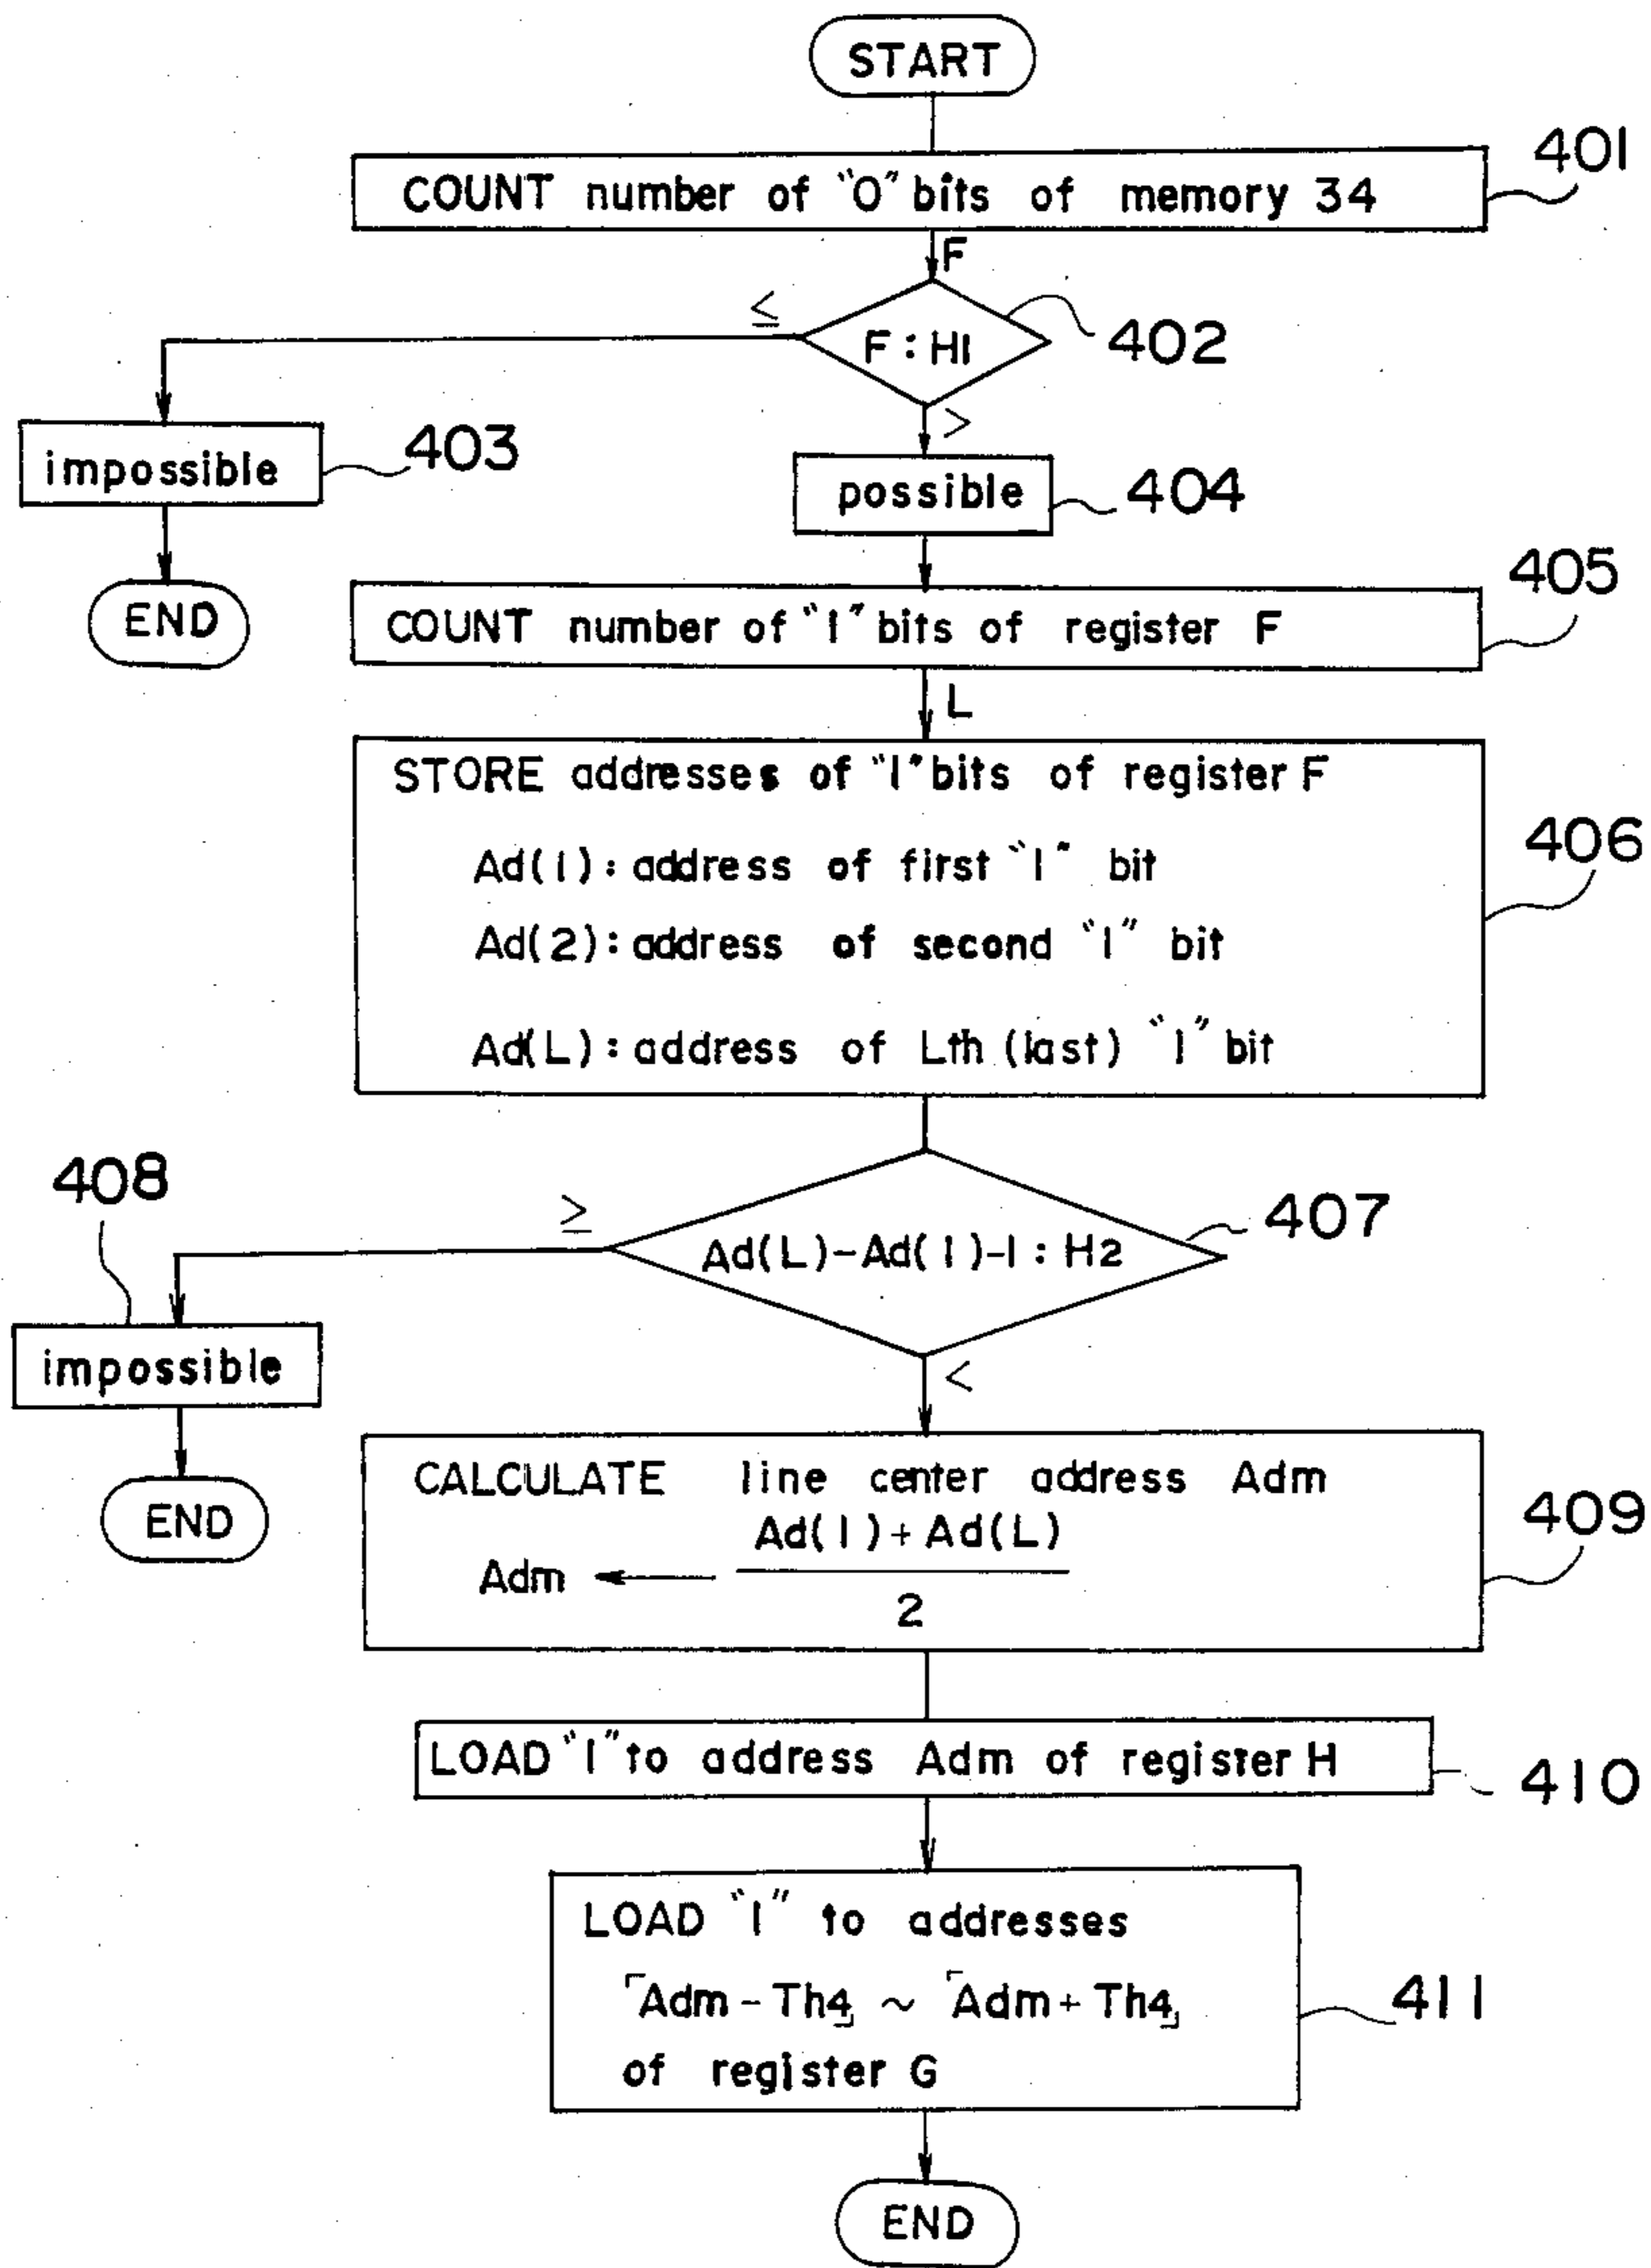 START
COUNT number of "0" bits of memory 34
401
F
≤
F : H1
402
>
impossible
403
possible
404
END
COUNT number of "1" bits of register F
405
L
STORE addresses of "1" bits of register F
Ad(1): address of first "1" bit
Ad(2): address of second "1" bit
Ad(L): address of Lth (last) "1" bit
406
408
≥
Ad(L)-Ad(1)-1 : H2
407
<
impossible
END
CALCULATE line center address Adm
Adm ← Ad(1) + Ad(L)
2
409
LOAD "1" to address Adm of register H
410
LOAD "1" to addresses
「Adm - Th4」 ~ 「Adm + Th4」
of register G
411
END